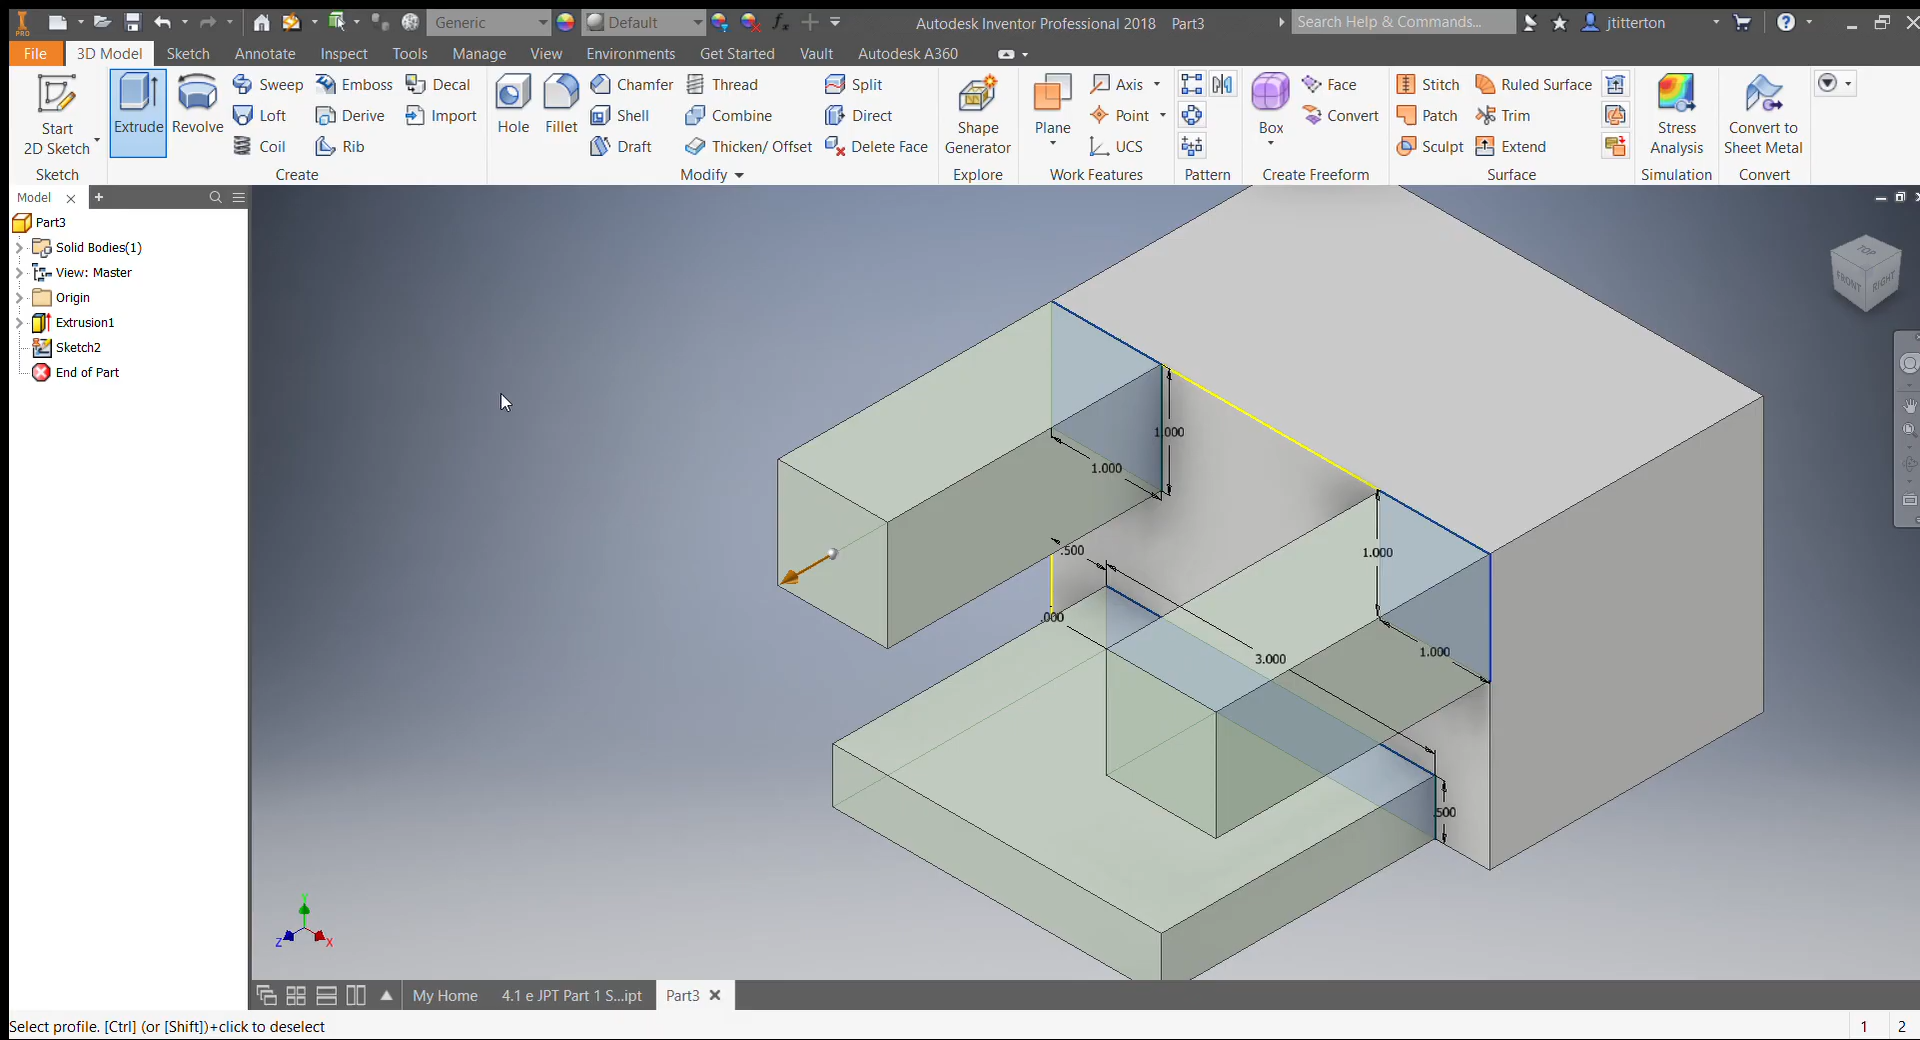 PRO
Generic
Default
Autodesk Inventor Professional 2018 Part3
Search Help & Commands...
jtitterton
File 3D Model Sketch Annotate Inspect Tools Manage View Environments Get Started Vault Autodesk A360
Start 2D Sketch
Extrude
Revolve
Sweep Emboss Decal
Loft Derive Import
Coil Rib
Hole
Fillet
Chamfer Thread Split
Shell Combine Direct
Draft Thicken/ Offset Delete Face
Shape Generator
Plane
Axis
Point
UCS
Box
Face
Convert
Stitch Ruled Surface
Patch Trim
Sculpt Extend
Stress Analysis
Convert to Sheet Metal
Sketch Create Modify Explore Work Features Pattern Create Freeform Surface Simulation Convert
Model
Part3
Solid Bodies(1)
View: Master
Origin
Extrusion1
Sketch2
End of Part
TOP
FRONT RIGHT
1.000
1.000
.500
1.000
.000
3.000
1.000
.500
Y
Z X
My Home 4.1 e JPT Part 1 S...ipt Part3
Select profile. [Ctrl] (or [Shift])+click to deselect
1 2